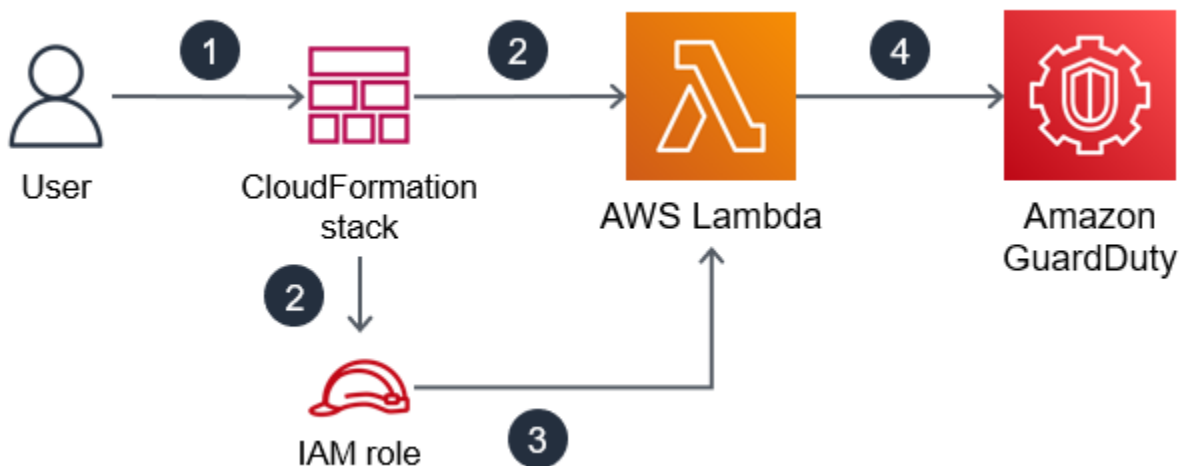 1
2
4
User
CloudFormation
stack
AWS Lambda
Amazon
GuardDuty
2
3
IAM role